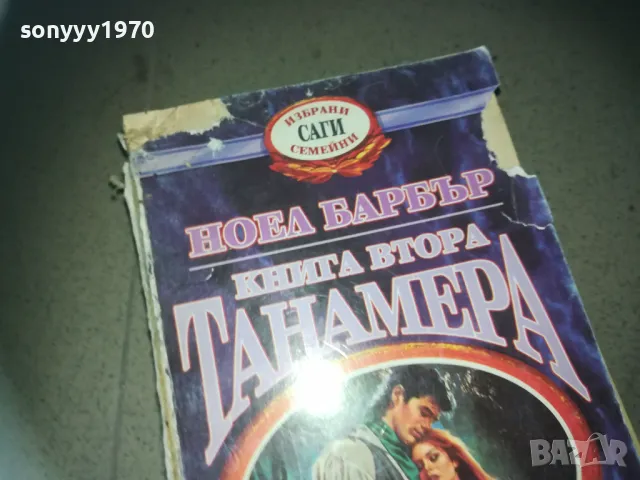 sonyyy1970
ИЗБРАНИ
САГИ
СЕМЕЙНИ
НОЕЛ БАРБЪР
КНИГА ВТОРА
ТАНАМЕРА
BAZAR